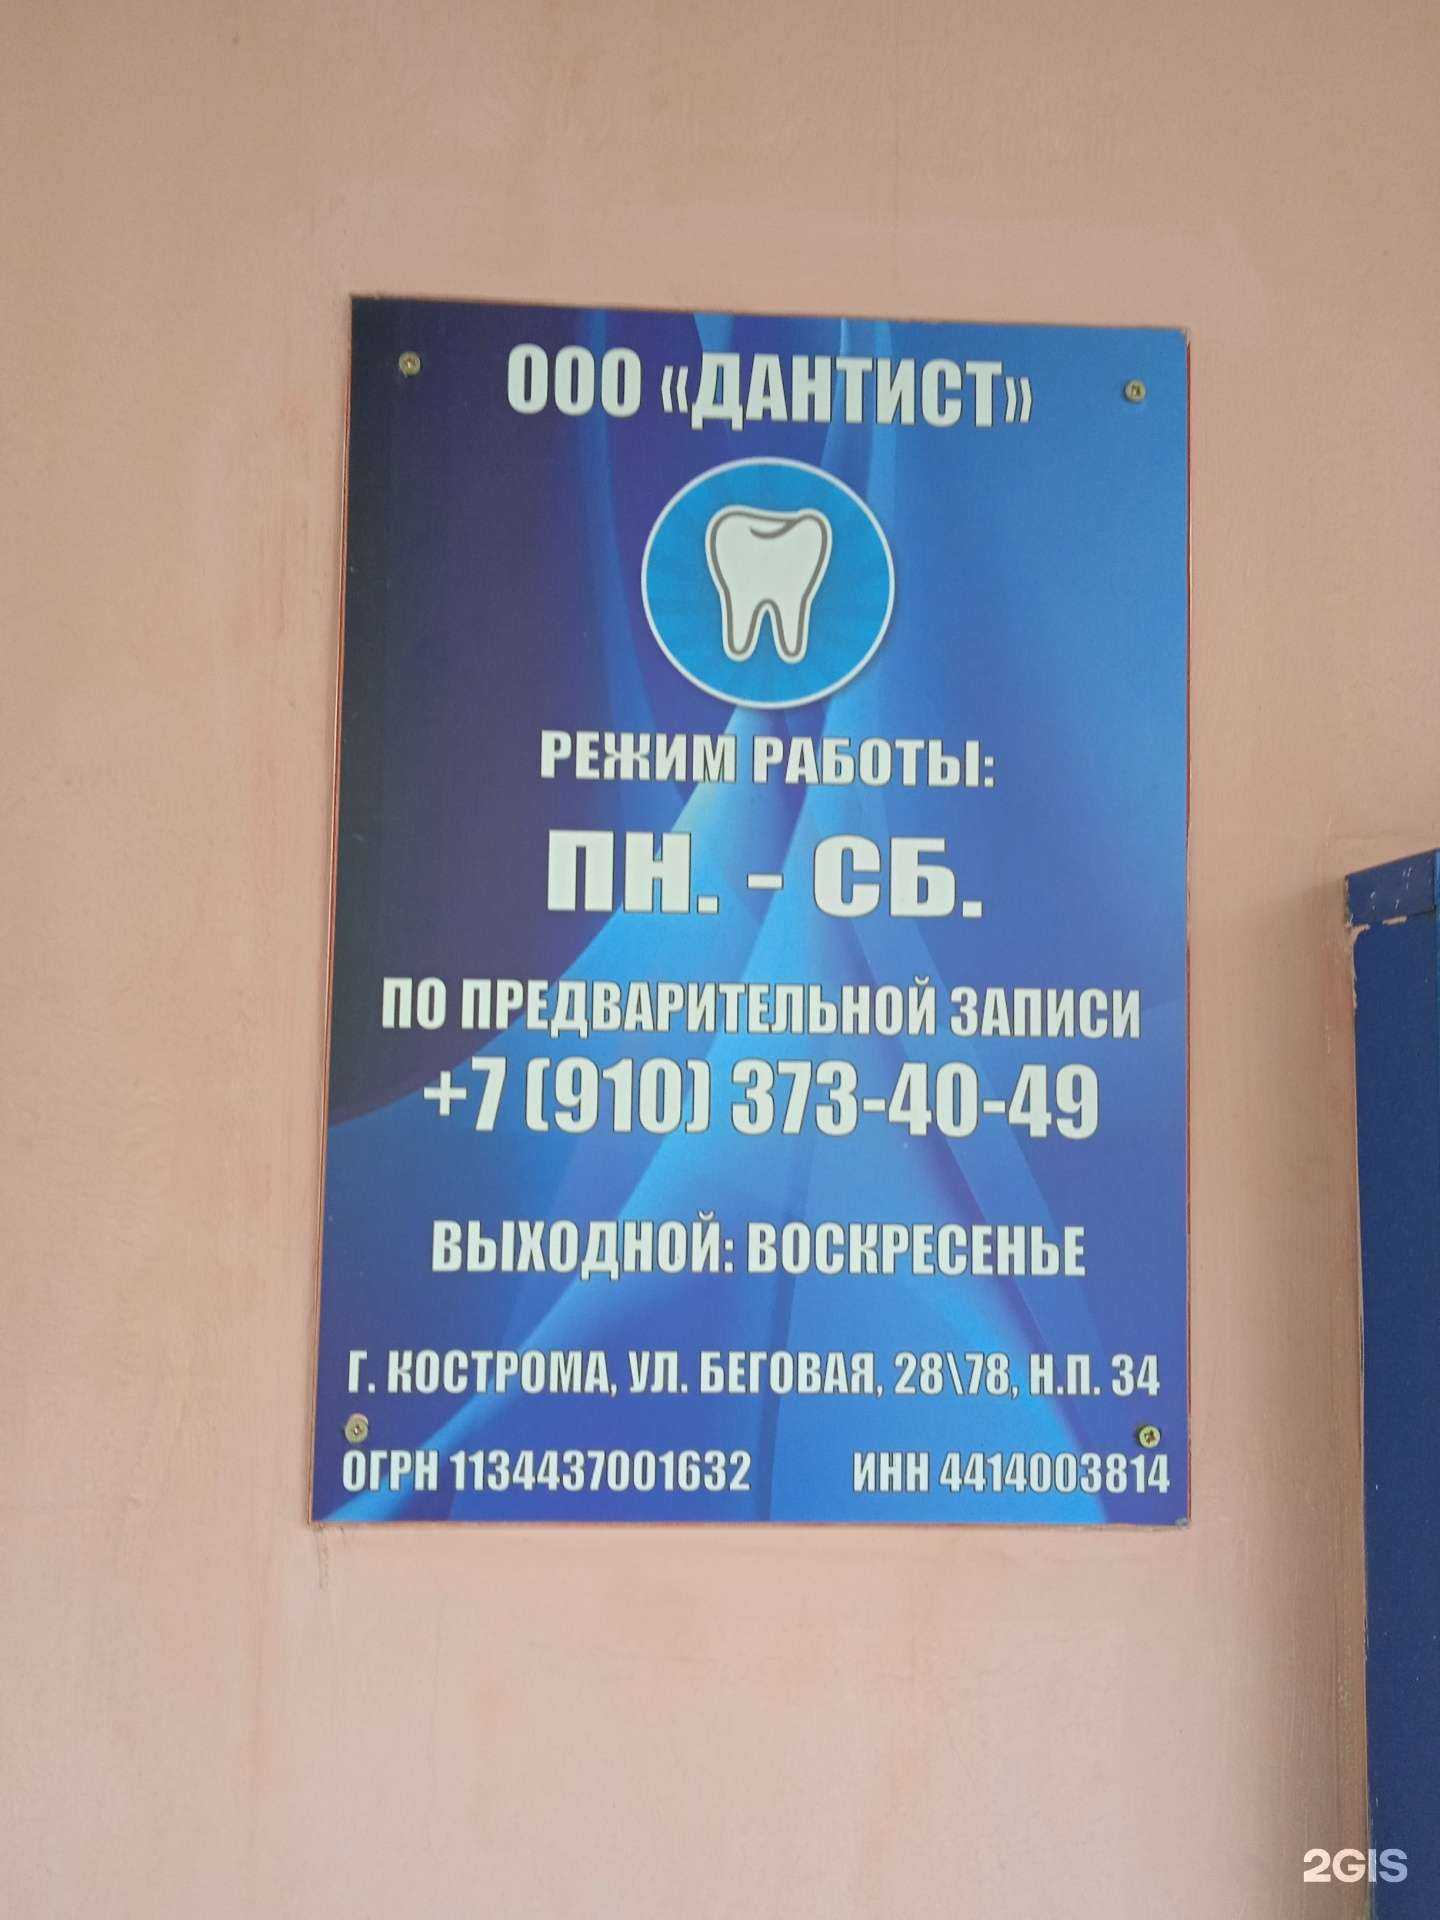 ООО «ДАНТИСТ»
РЕЖИМ РАБОТЫ:
ПН. - СБ.
ПО ПРЕДВАРИТЕЛЬНОЙ ЗАПИСИ
+7 (910) 373-40-49
ВЫХОДНОЙ: ВОСКРЕСЕНЬЕ
Г. КОСТРОМА, УЛ. БЕГОВАЯ, 28\78, Н.П. 34
ОГРН 1134437001632 ИНН 4414003814
2GIS